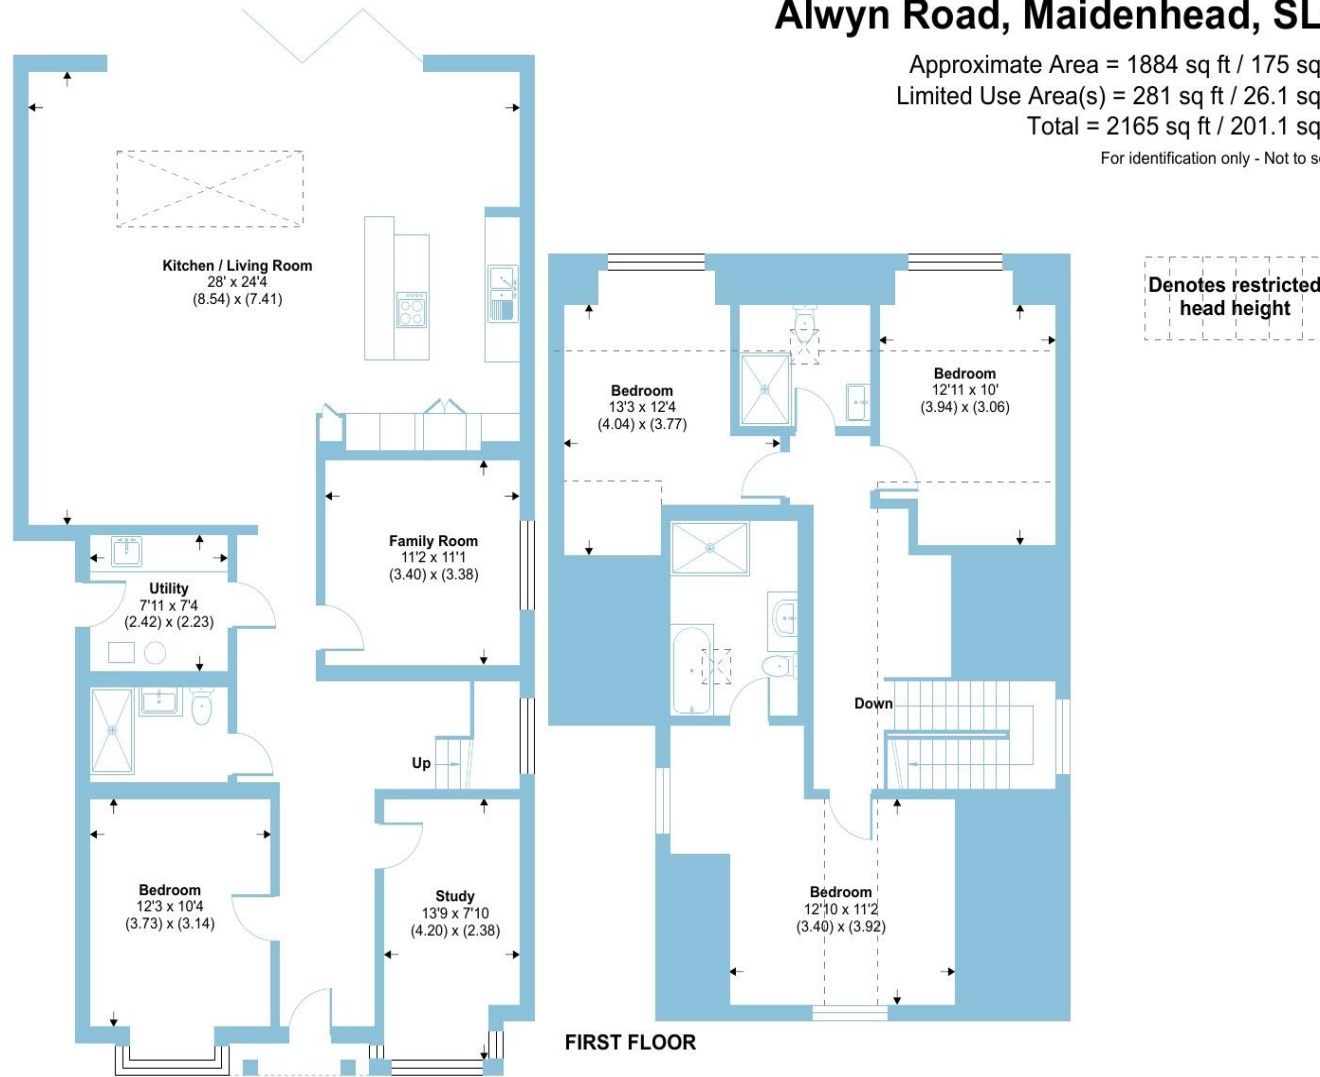 Alwyn Road, Maidenhead, SL
Approximate Area = 1884 sq ft / 175 sq
Limited Use Area(s) = 281 sq ft / 26.1 sq
Total = 2165 sq ft / 201.1 sq
For identification only - Not to s
Denotes restricted
head height
Kitchen / Living Room
28' x 24'4
(8.54) x (7.41)
Family Room
11'2 x 11'1
(3.40) x (3.38)
Utility
7'11 x 7'4
(2.42) x (2.23)
Up
Bedroom
12'3 x 10'4
(3.73) x (3.14)
Study
13'9 x 7'10
(4.20) x (2.38)
Bedroom
13'3 x 12'4
(4.04) x (3.77)
Bedroom
12'11 x 10'
(3.94) x (3.06)
Down
Bedroom
12'10 x 11'2
(3.40) x (3.92)
FIRST FLOOR